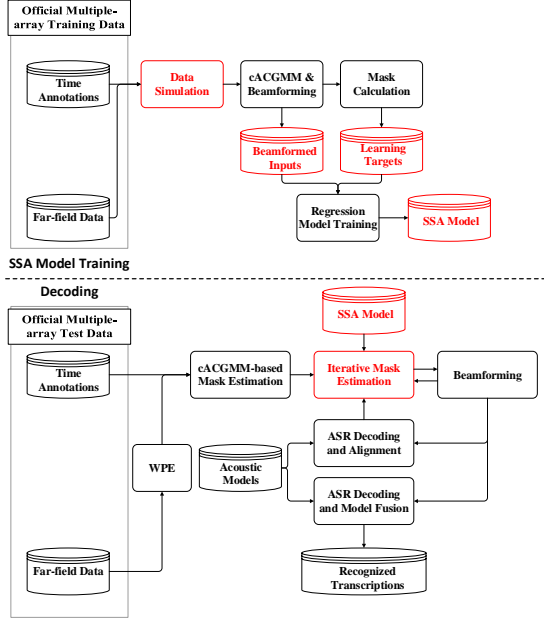 Official Multiple-
array Training Data
Time
Annotations
Data
Simulation
cACGMM &
Beamforming
Mask
Calculation
Beamformed
Inputs
Learning
Targets
Far-field Data
Regression
Model Training
SSA Model
SSA Model Training
Decoding
Official Multiple-
array Test Data
SSA Model
Time
Annotations
cACGMM-based
Mask Estimation
Iterative Mask
Estimation
Beamforming
WPE
Acoustic
Models
ASR Decoding
and Alignment
ASR Decoding
and Model Fusion
Far-field Data
Recognized
Transcriptions